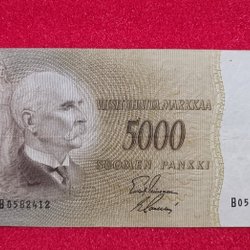 VIISITUHATTA MARKKAA
5000
SUOMEN PANKKI
B0582412
B05